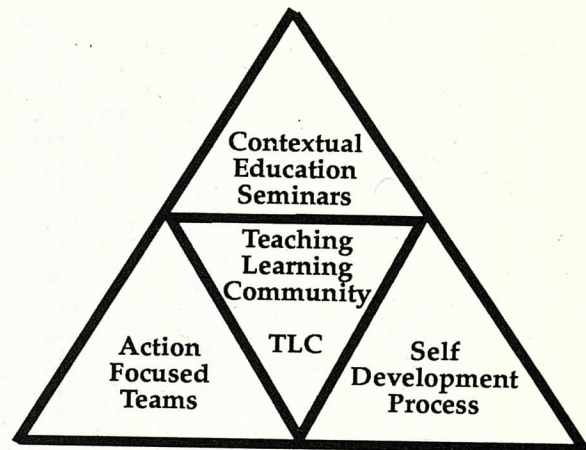 Contextual
Education
Seminars
Teaching
Learning
Community
TLC
Action
Focused
Teams
Self
Development
Process